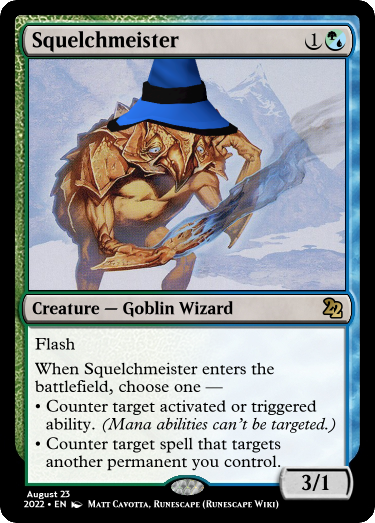 Squelchmeister 1
Creature — Goblin Wizard
Flash
When Squelchmeister enters the
battlefield, choose one —
• Counter target activated or triggered
ability. (Mana abilities can't be targeted.)
• Counter target spell that targets
another permanent you control.
3/1
August 23
2022 • EN Matt Cavotta, Runescape (Runescape Wiki)